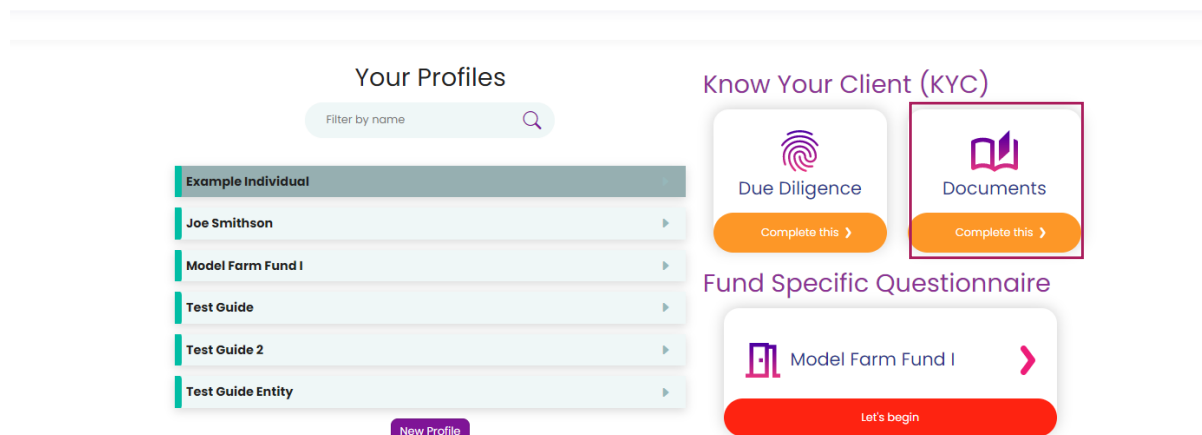 Your Profiles
Filter by name
Example Individual
Joe Smithson
Model Farm Fund I
Test Guide
Test Guide 2
Test Guide Entity
New Profile
Know Your Client (KYC)
Due Diligence
Complete this ❯
Documents
Complete this ❯
Fund Specific Questionnaire
Model Farm Fund I
Let's begin